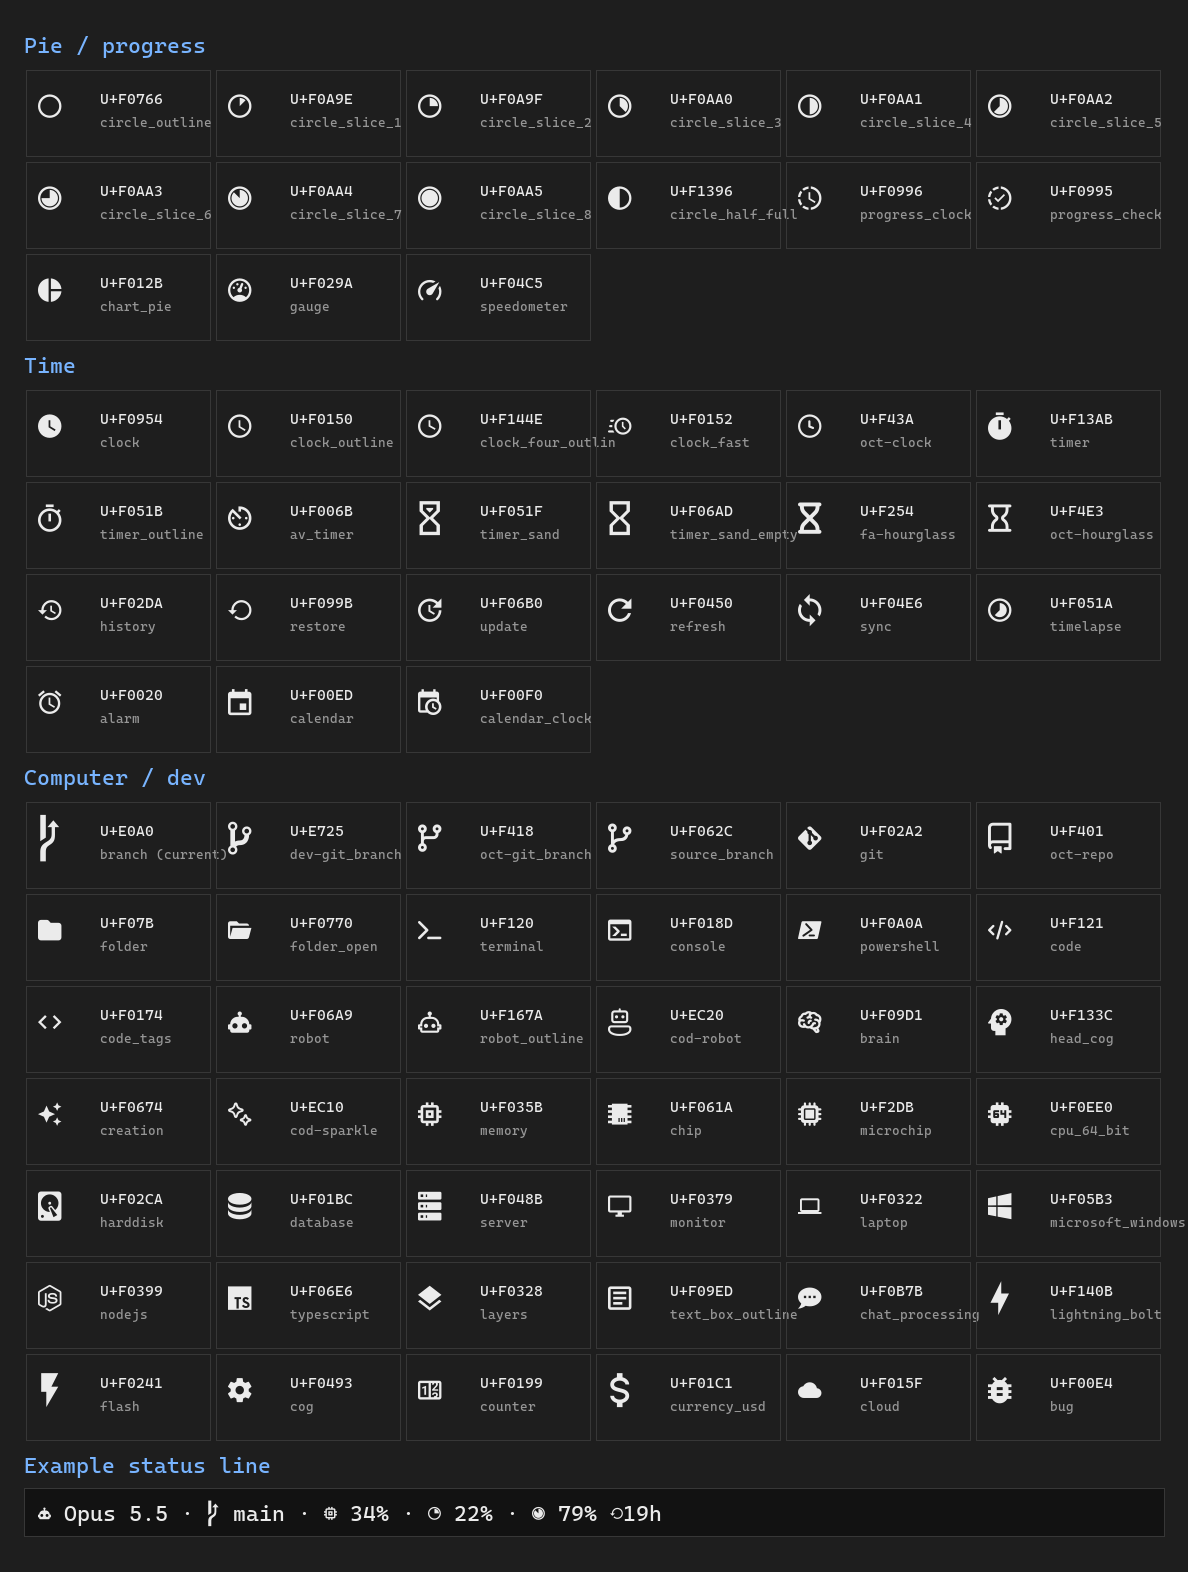 Pie / progress
U+F0766 U+F0A9E U+F0A9F U+F0AA0 U+F0AA1 U+F0AA2
circle_outline circle_slice_1 circle_slice_2 circle_slice_3 circle_slice_4 circle_slice_5
U+F0AA3 U+F0AA4 U+F0AA5 U+F1396 U+F0996 U+F0995
circle_slice_6 circle_slice_7 circle_slice_8 circle_half_full progress_clock progress_check
U+F012B U+F029A U+F04C5
chart_pie gauge speedometer
Time
U+F0954 U+F0150 U+F144E U+F0152 U+F43A U+F13AB
clock clock_outline clock_four_outlin clock_fast oct-clock timer
U+F051B U+F006B U+F051F U+F06AD U+F254 U+F4E3
timer_outline av_timer timer_sand timer_sand_empty fa-hourglass oct-hourglass
U+F02DA U+F099B U+F06B0 U+F0450 U+F04E6 U+F051A
history restore update refresh sync timelapse
U+F0020 U+F00ED U+F00F0
alarm calendar calendar_clock
Computer / dev
U+E0A0 U+E725 U+F418 U+F062C U+F02A2 U+F401
branch (current) dev-git_branch oct-git_branch source_branch git oct-repo
U+F07B U+F0770 U+F120 U+F018D U+F0A0A U+F121
folder folder_open terminal console powershell code
U+F0174 U+F06A9 U+F167A U+EC20 U+F09D1 U+F133C
code_tags robot robot_outline cod-robot brain head_cog
U+F0674 U+EC10 U+F035B U+F061A U+F2DB U+F0EE0
creation cod-sparkle memory chip microchip cpu_64_bit
U+F02CA U+F01BC U+F048B U+F0379 U+F0322 U+F05B3
harddisk database server monitor laptop microsoft_windows
U+F0399 U+F06E6 U+F0328 U+F09ED U+F0B7B U+F140B
nodejs typescript layers text_box_outline chat_processing lightning_bolt
U+F0241 U+F0493 U+F0199 U+F01C1 U+F015F U+F00E4
flash cog counter currency_usd cloud bug
Example status line
Opus 5.5 · main · 34% · 22% · 79% 19h